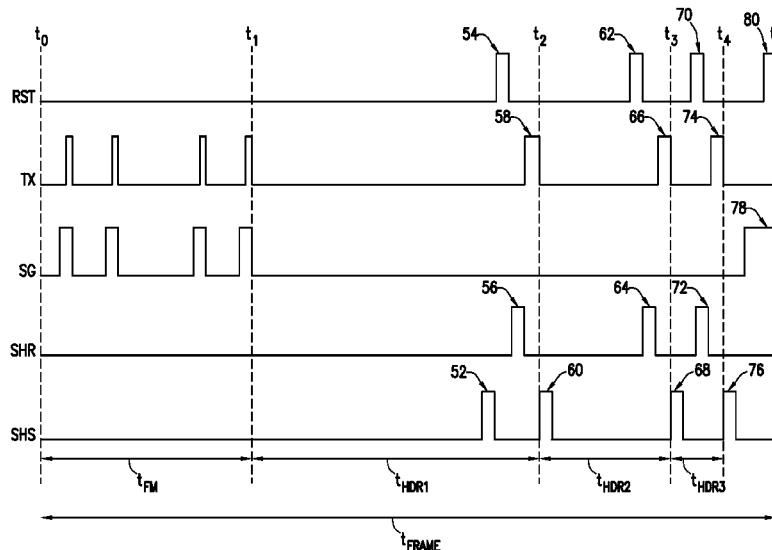 t0 t1 54 t2 62 t3 70 t4 80 t
RST
58 66 74
TX
78
SG
56 64 72
SHR
52 60 68 76
SHS
tFM tHDR1 tHDR2 tHDR3
tFRAME